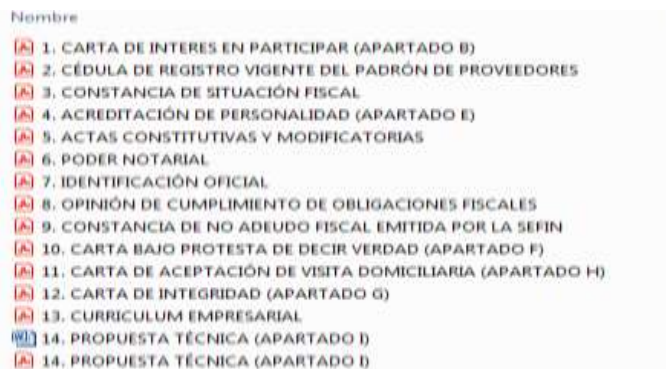 Nombre
1. CARTA DE INTERES EN PARTICIPAR (APARTADO B)
2. CÉDULA DE REGISTRO VIGENTE DEL PADRÓN DE PROVEEDORES
3. CONSTANCIA DE SITUACIÓN FISCAL
4. ACREDITACIÓN DE PERSONALIDAD (APARTADO E)
5. ACTAS CONSTITUTIVAS Y MODIFICATORIAS
6. PODER NOTARIAL
7. IDENTIFICACIÓN OFICIAL
8. OPINIÓN DE CUMPLIMIENTO DE OBLIGACIONES FISCALES
9. CONSTANCIA DE NO ADEUDO FISCAL EMITIDA POR LA SEFIN
10. CARTA BAJO PROTESTA DE DECIR VERDAD (APARTADO F)
11. CARTA DE ACEPTACIÓN DE VISITA DOMICILIARIA (APARTADO H)
12. CARTA DE INTEGRIDAD (APARTADO G)
13. CURRICULUM EMPRESARIAL
14. PROPUESTA TÉCNICA (APARTADO I)
14. PROPUESTA TÉCNICA (APARTADO I)